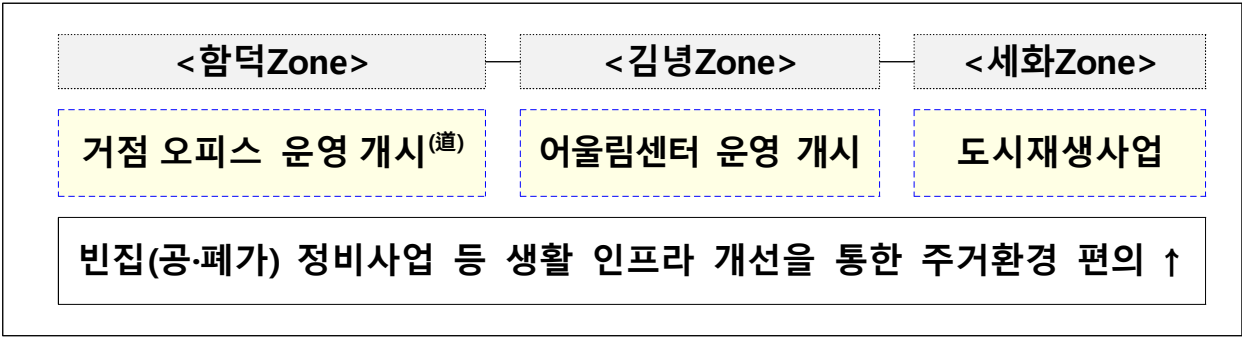 <함덕Zone> <김녕Zone> <세화Zone>
거점 오피스 운영 개시(道) 어울림센터 운영 개시 도시재생사업
빈집(공·폐가) 정비사업 등 생활 인프라 개선을 통한 주거환경 편의 ↑